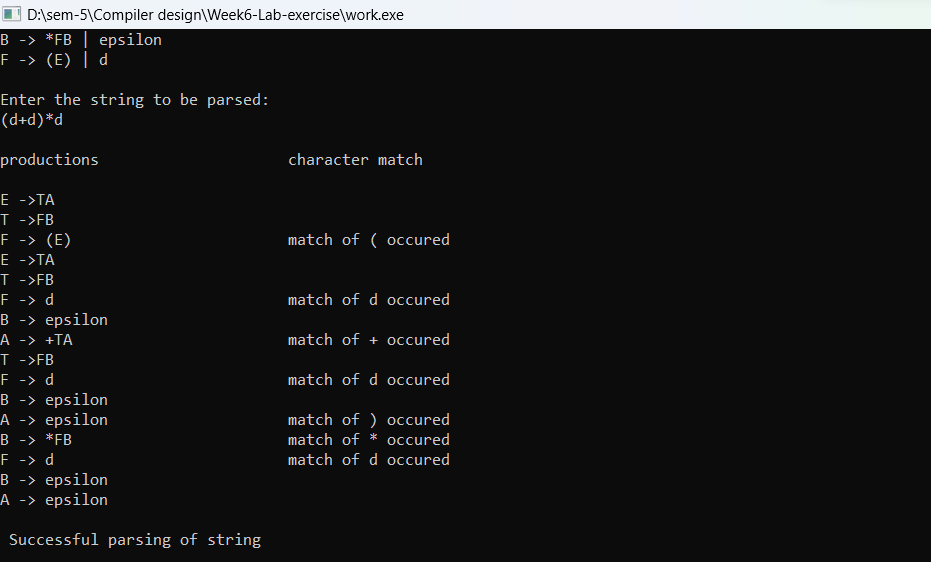 D:\sem-5\Compiler design\Week6-Lab-exercise\work.exe
B -> *FB | epsilon
F -> (E) | d
Enter the string to be parsed:
(d+d)*d
productions character match
E ->TA
T ->FB
F -> (E) match of ( occured
E ->TA
T ->FB
F -> d match of d occured
B -> epsilon
A -> +TA match of + occured
T ->FB
F -> d match of d occured
B -> epsilon
A -> epsilon match of ) occured
B -> *FB match of * occured
F -> d match of d occured
B -> epsilon
A -> epsilon
Successful parsing of string